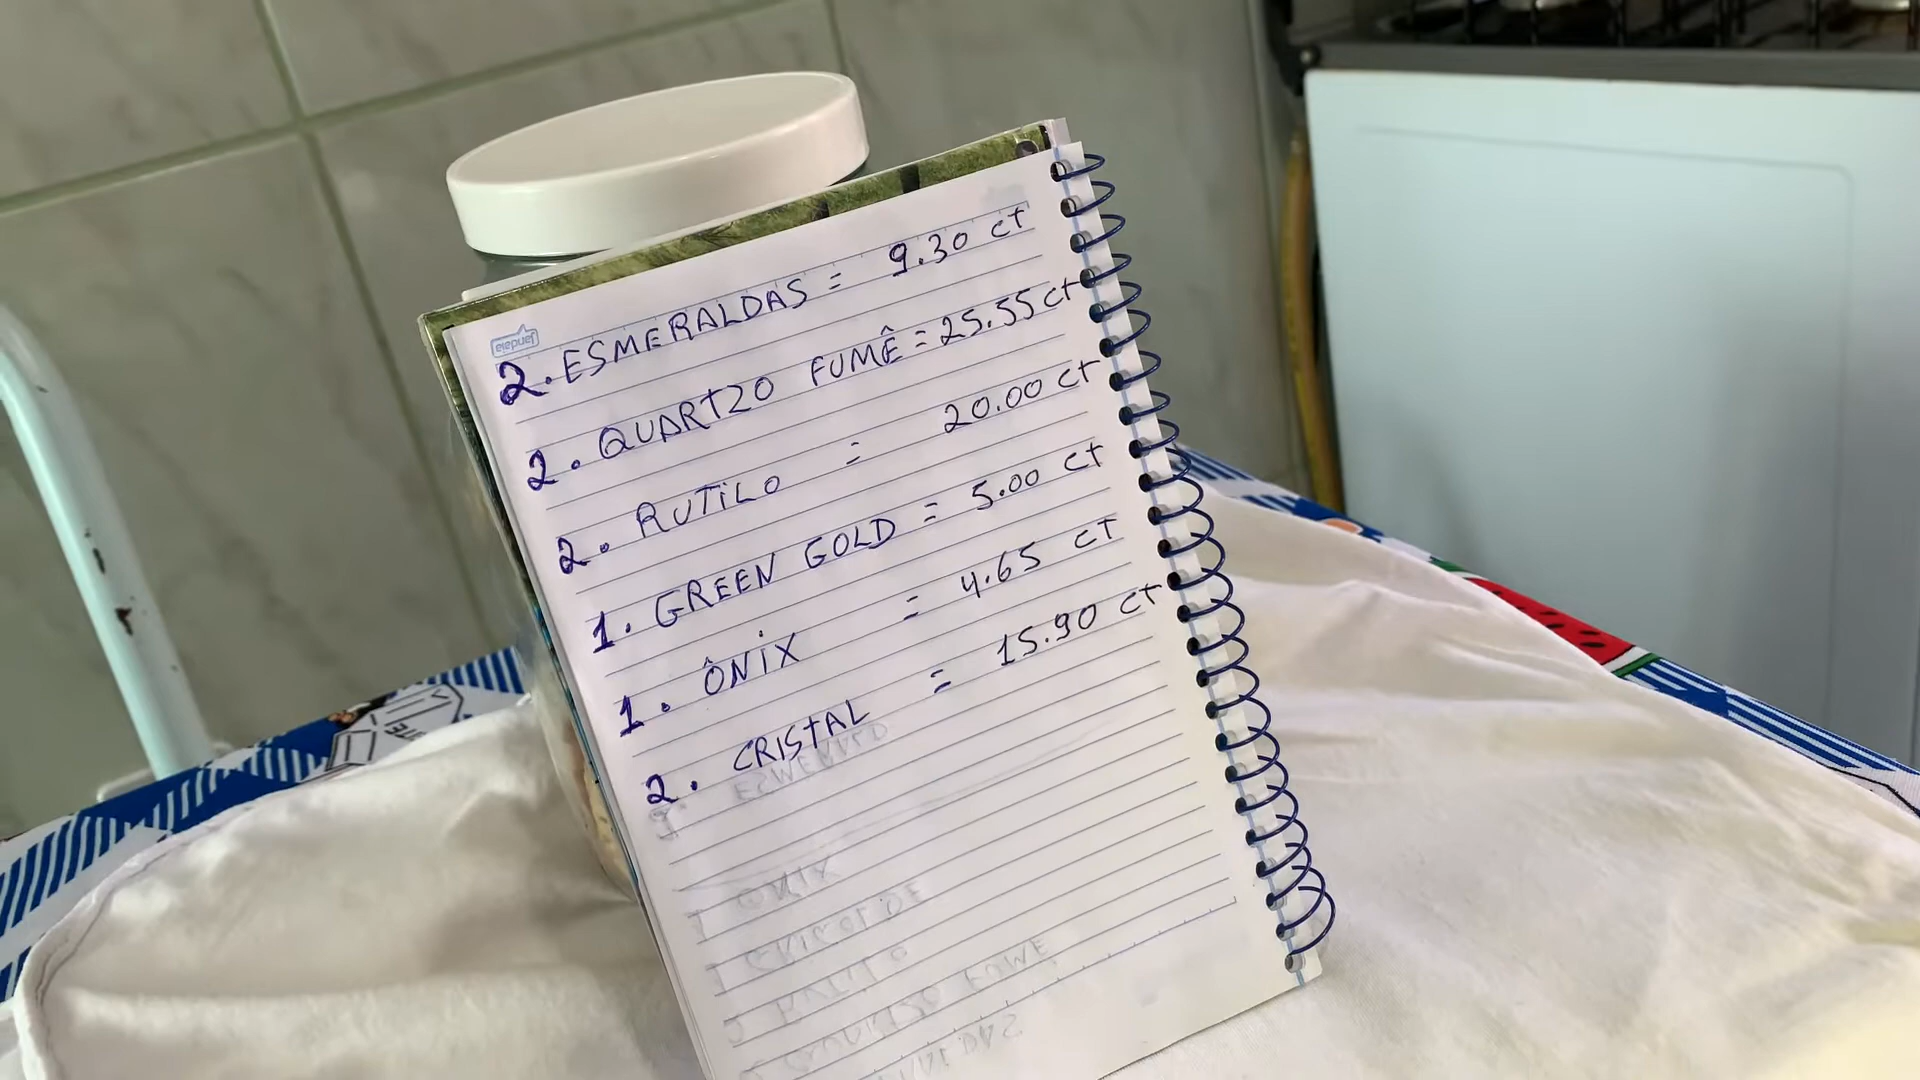 jandaia
2. ESMERALDAS = 9.30 ct
2. QUARTZO FUMÊ = 25.55 ct
2. RUTILO = 20.00 ct
1. GREEN GOLD = 5.00 ct
1. ÔNIX = 4.65 ct
2. CRISTAL = 15.90 ct